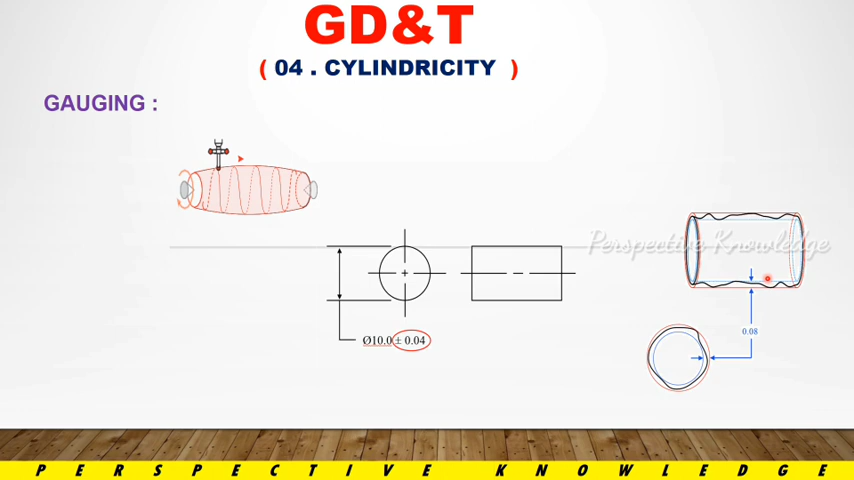 GD&T
( 04 . CYLINDRICITY )
GAUGING :
Perspective Knowledge
Ø10.0 ± 0.04
0.08
PERSPECTIVE KNOWLEDGE